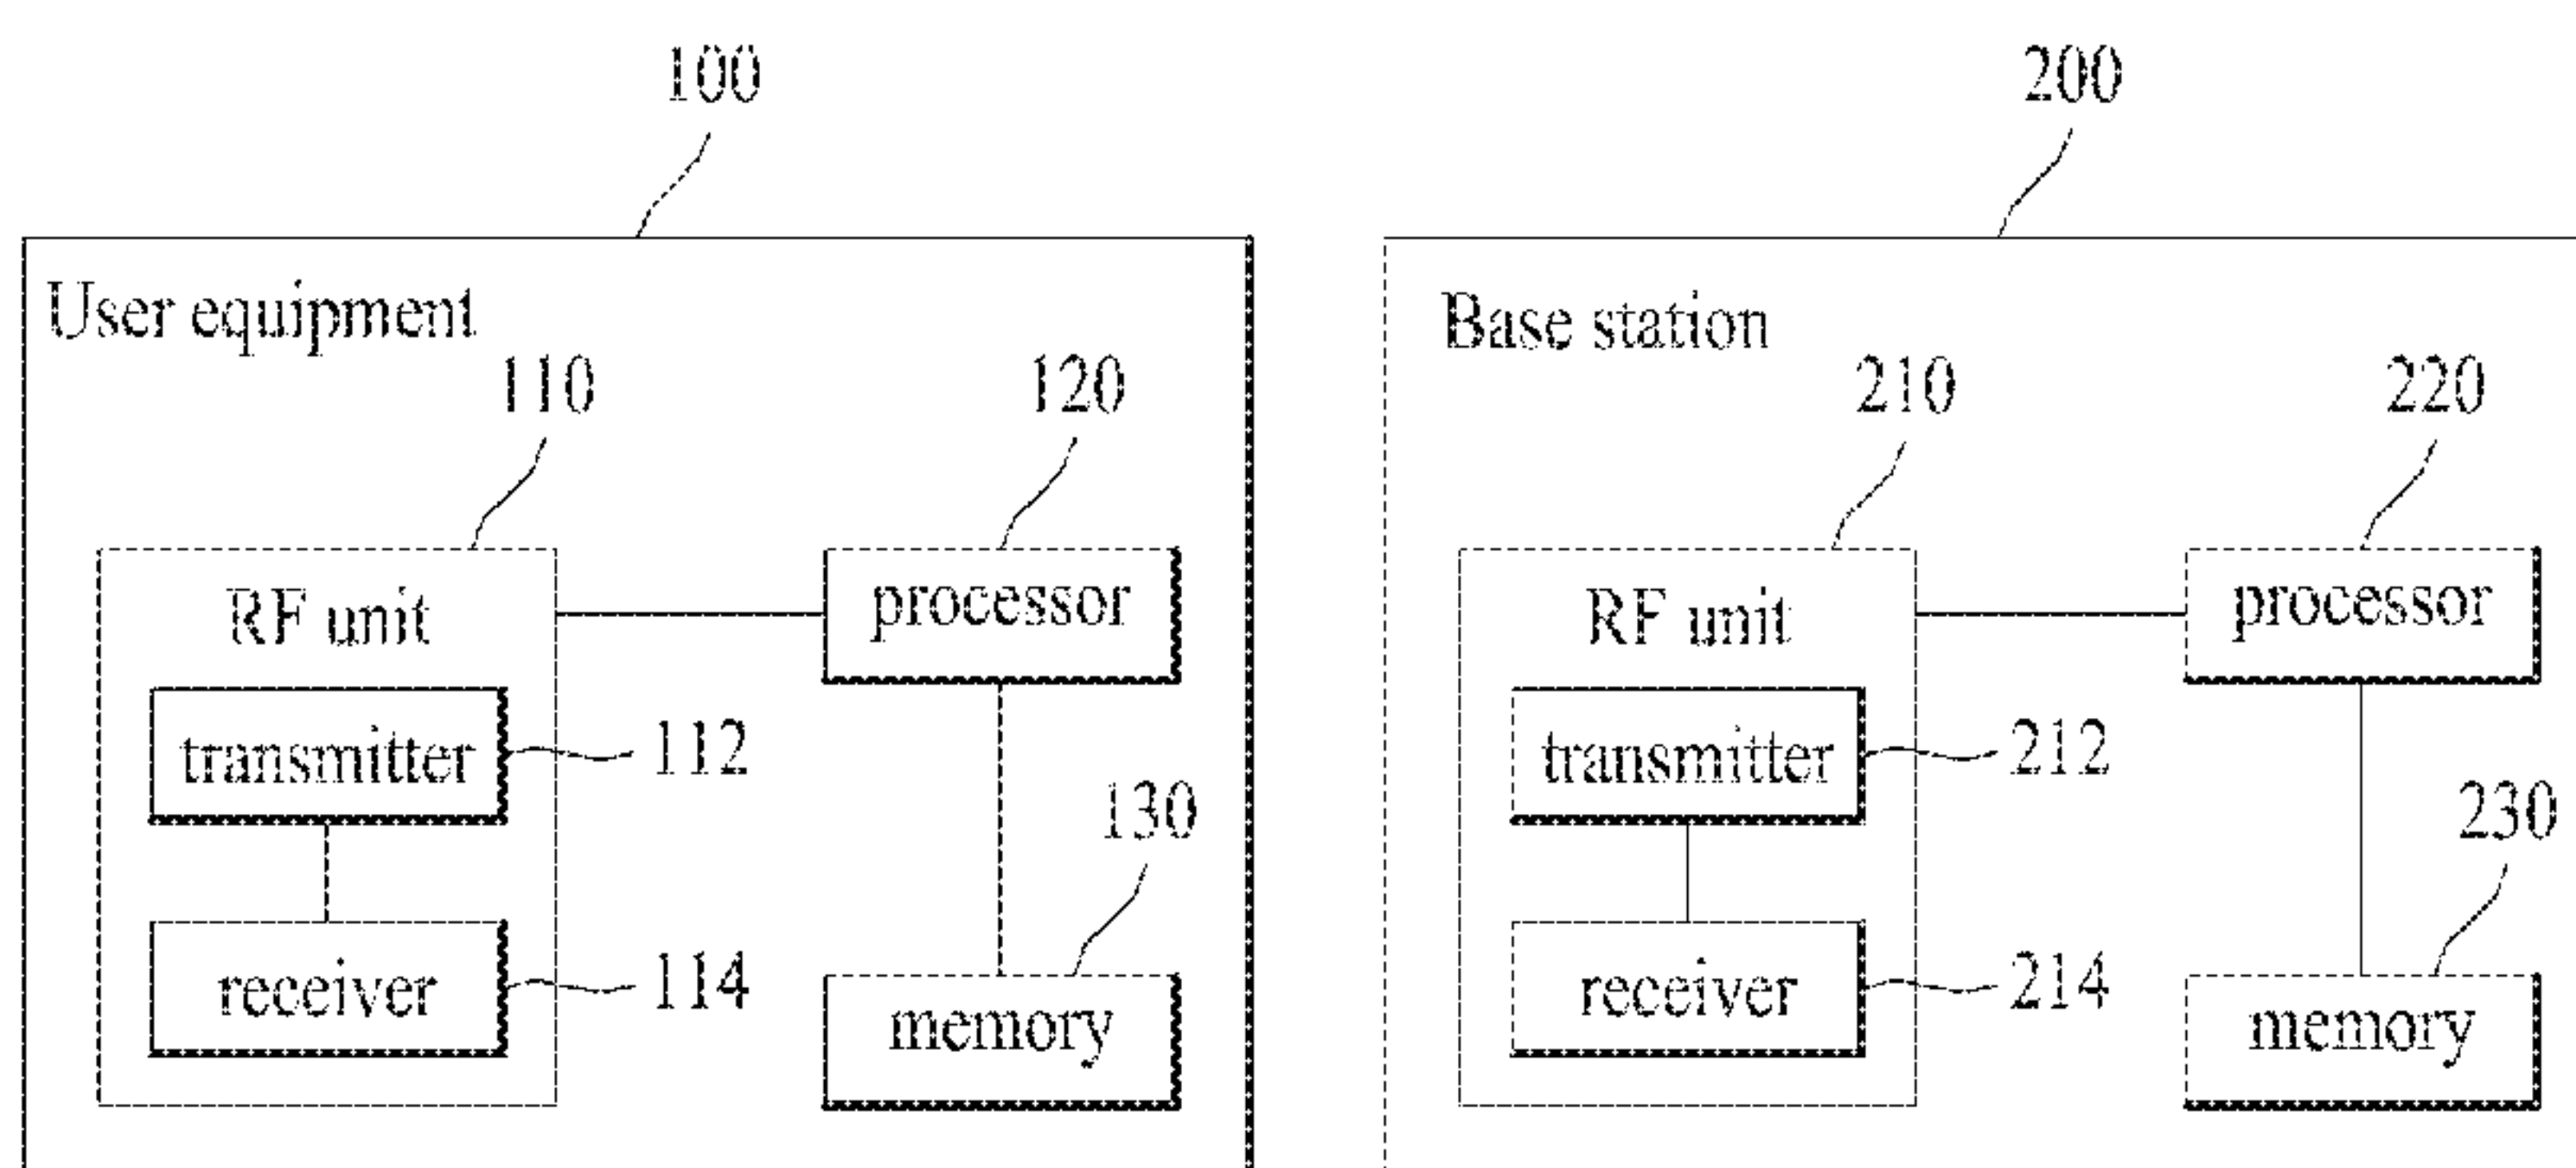 100
User equipment
110
120
RF unit
processor
transmitter
112
130
receiver
114
memory
200
Base station
210
220
RF unit
processor
transmitter
212
230
receiver
214
memory